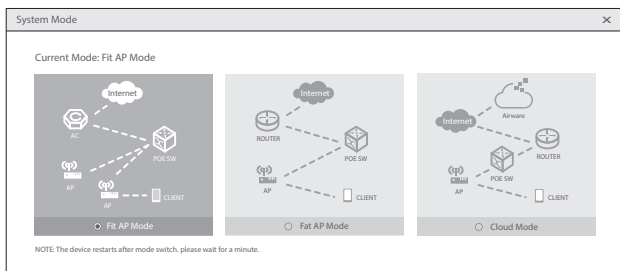 System Mode
Current Mode: Fit AP Mode
Internet
AC
POE SW
AP
AP
CLIENT
Fit AP Mode
Internet
ROUTER
POE SW
AP
CLIENT
Fat AP Mode
Airware
Internet
ROUTER
POE SW
AP
CLIENT
Cloud Mode
NOTE: The device restarts after mode switch. please wait for a minute.